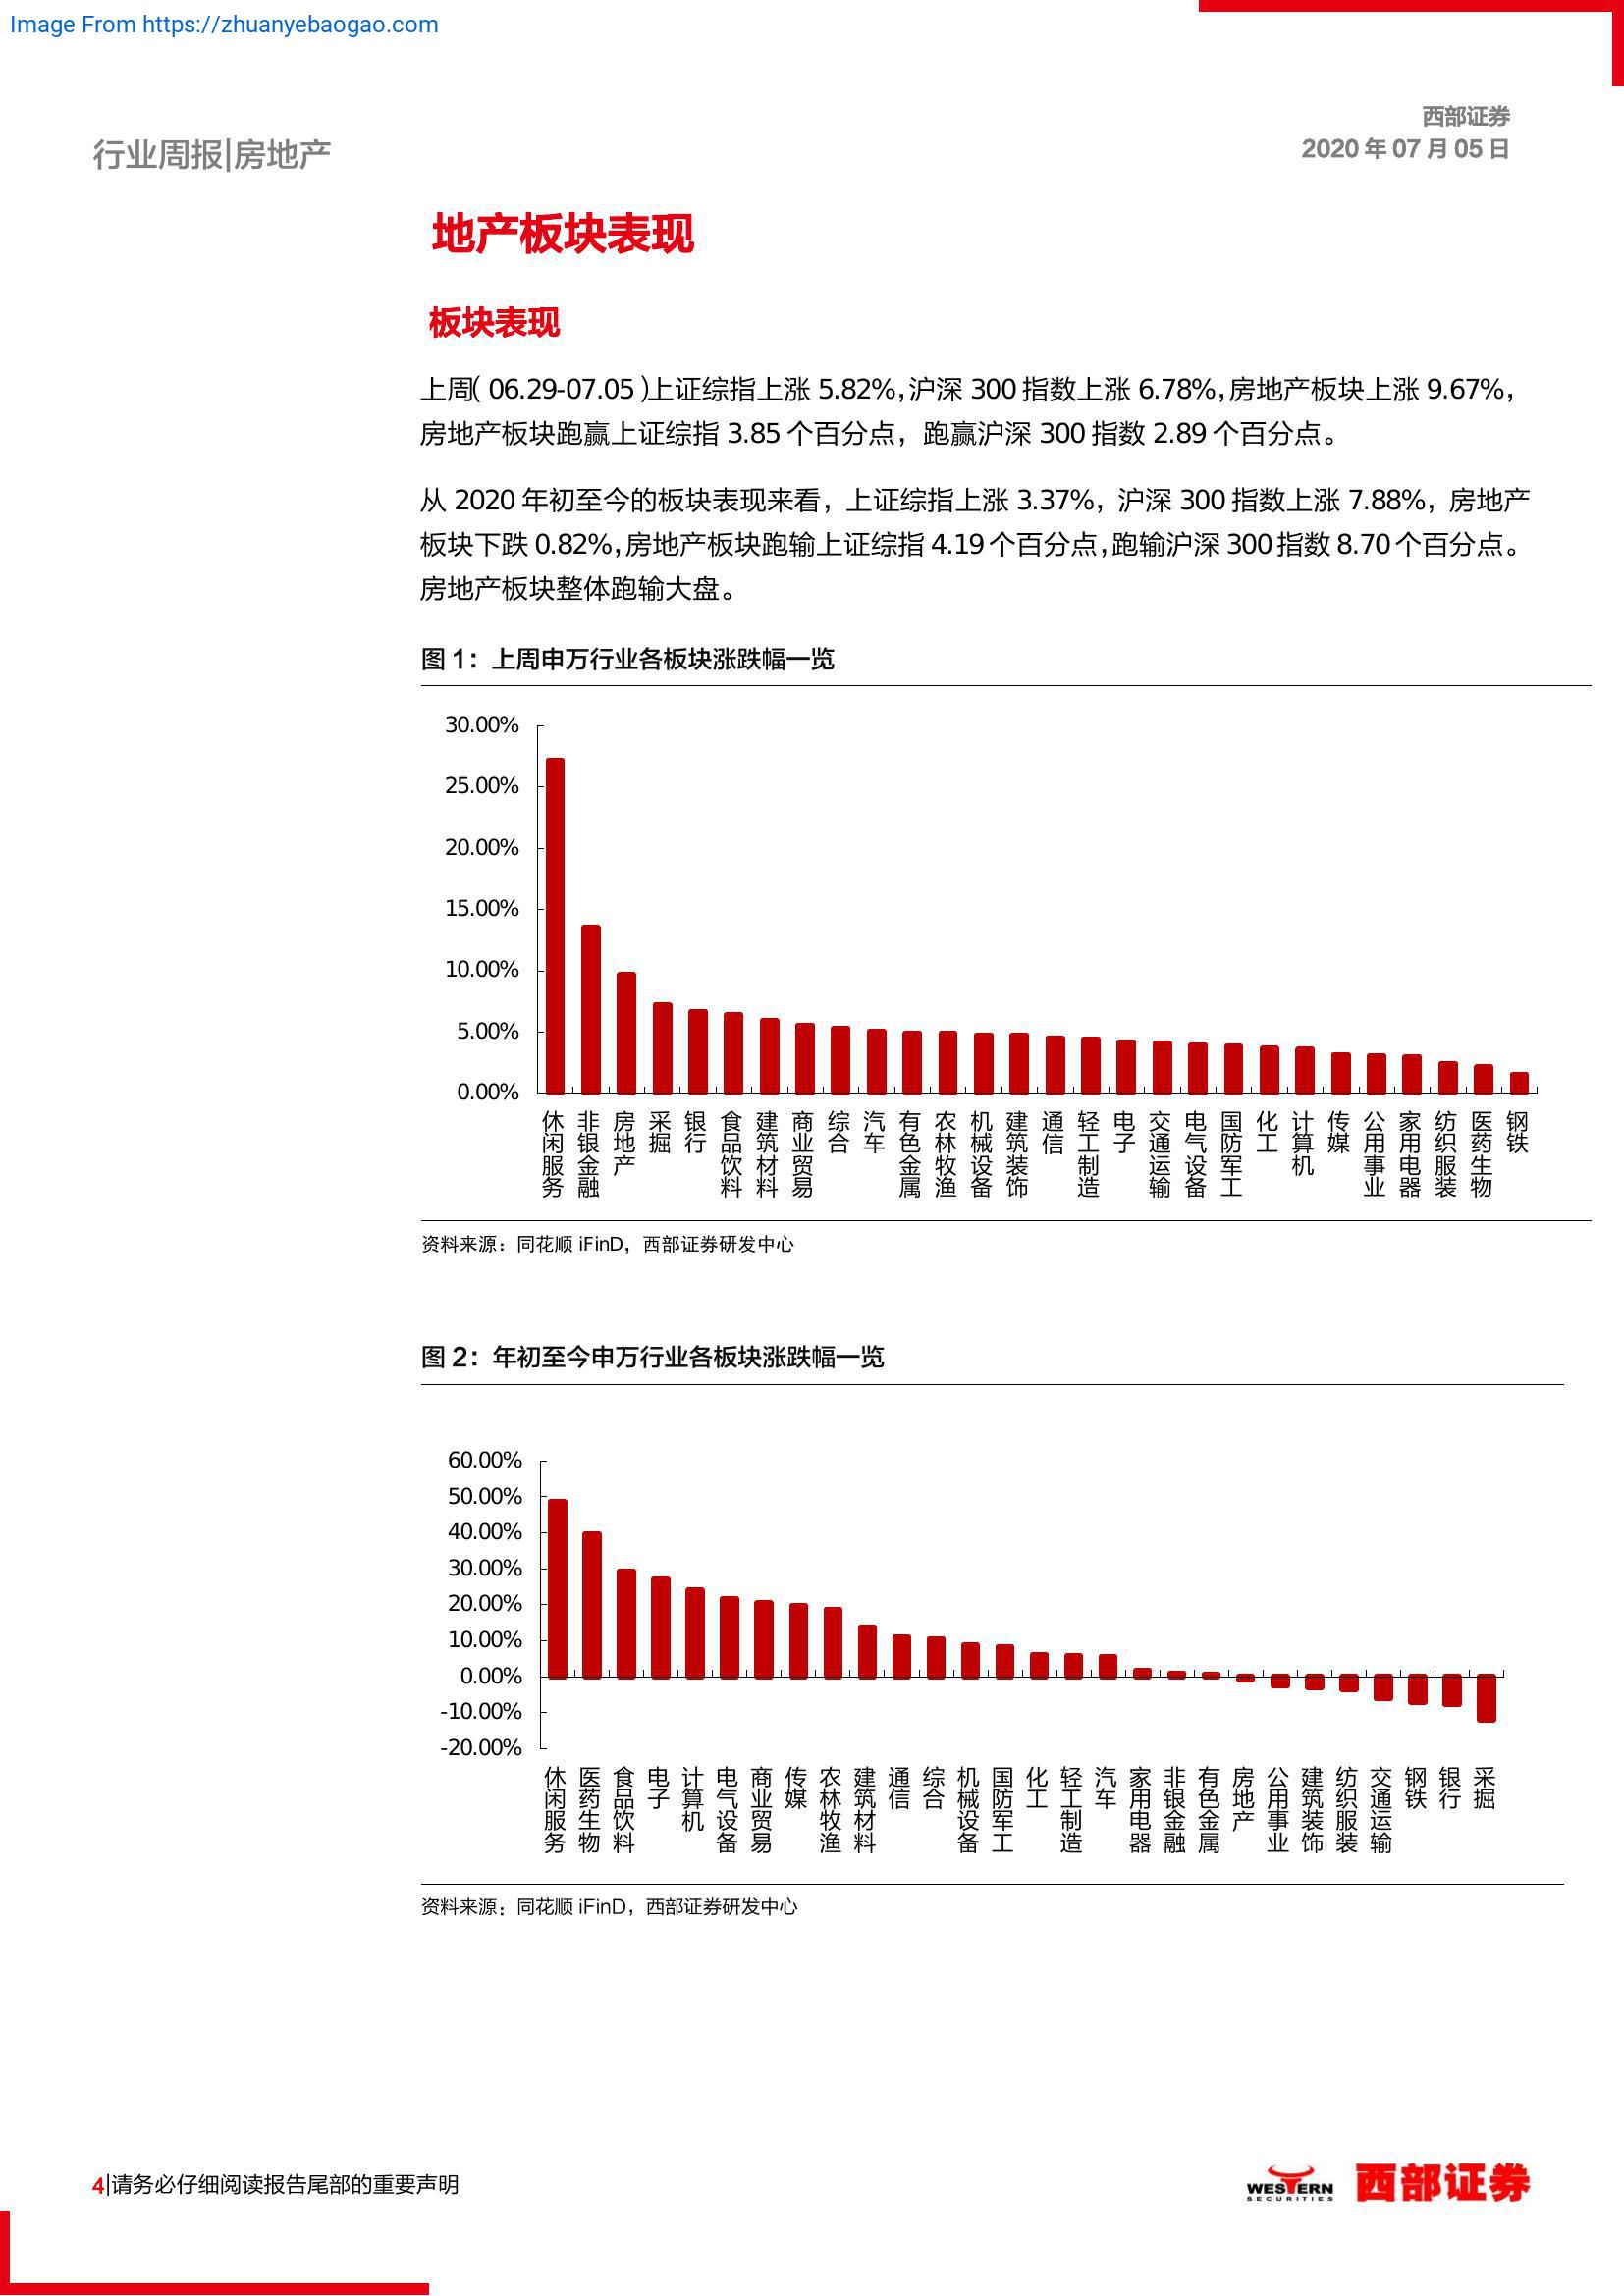 Image From https://zhuanyebaogao.com
西部证券
行业周报|房地产
2020 年 07 月 05 日
地产板块表现
板块表现
上周( 06.29-07.05 )上证综指上涨 5.82%,沪深 300 指数上涨 6.78%,房地产板块上涨 9.67%,
房地产板块跑赢上证综指 3.85 个百分点，跑赢沪深 300 指数 2.89 个百分点。
从 2020 年初至今的板块表现来看，上证综指上涨 3.37%，沪深 300 指数上涨 7.88%，房地产
板块下跌 0.82%,房地产板块跑输上证综指 4.19 个百分点,跑输沪深 300 指数 8.70 个百分点。
房地产板块整体跑输大盘。
图 1：上周申万行业各板块涨跌幅一览
30.00%
25.00%
20.00%
15.00%
10.00%
5.00%
0.00%
休闲服务
非银金融
房地产
采掘
银行
食品饮料
建筑材料
商业贸易
综合
汽车
有色金属
农林牧渔
机械设备
建筑装饰
通信
轻工制造
电子
交通运输
电气设备
国防军工
化工
计算机
传媒
公用事业
家用电器
纺织服装
医药生物
钢铁
资料来源：同花顺 iFinD，西部证券研发中心
图 2：年初至今申万行业各板块涨跌幅一览
60.00%
50.00%
40.00%
30.00%
20.00%
10.00%
0.00%
-10.00%
-20.00%
休闲服务
医药生物
食品饮料
电子
计算机
电气设备
商业贸易
传媒
农林牧渔
建筑材料
通信
综合
机械设备
国防军工
化工
轻工制造
汽车
家用电器
非银金融
有色金属
房地产
公用事业
建筑装饰
纺织服装
交通运输
钢铁
银行
采掘
资料来源：同花顺 iFinD，西部证券研发中心
4|请务必仔细阅读报告尾部的重要声明
WESTERN
SECURITIES
西部证券